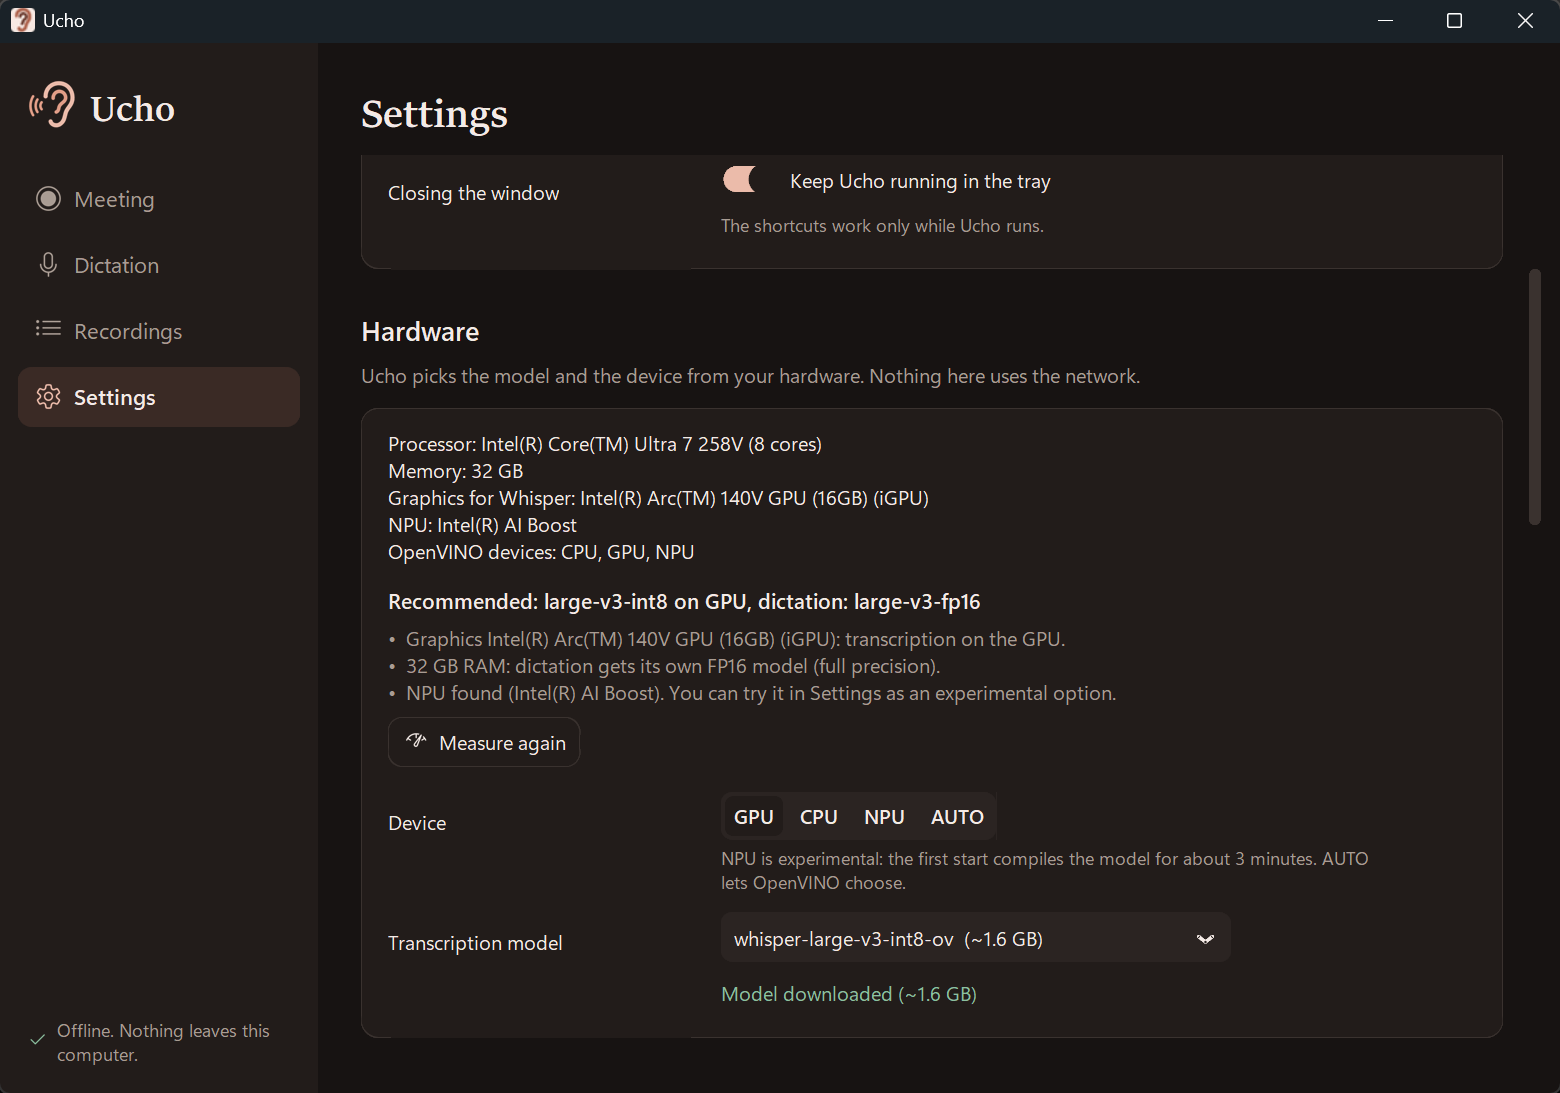 Ucho
Ucho
Meeting
Dictation
Recordings
Settings
Offline. Nothing leaves this
computer.
Settings
Closing the window
Keep Ucho running in the tray
The shortcuts work only while Ucho runs.
Hardware
Ucho picks the model and the device from your hardware. Nothing here uses the network.
Processor: Intel(R) Core(TM) Ultra 7 258V (8 cores)
Memory: 32 GB
Graphics for Whisper: Intel(R) Arc(TM) 140V GPU (16GB) (iGPU)
NPU: Intel(R) AI Boost
OpenVINO devices: CPU, GPU, NPU
Recommended: large-v3-int8 on GPU, dictation: large-v3-fp16
• Graphics Intel(R) Arc(TM) 140V GPU (16GB) (iGPU): transcription on the GPU.
• 32 GB RAM: dictation gets its own FP16 model (full precision).
• NPU found (Intel(R) AI Boost). You can try it in Settings as an experimental option.
Measure again
Device
GPU CPU NPU AUTO
NPU is experimental: the first start compiles the model for about 3 minutes. AUTO
lets OpenVINO choose.
Transcription model
whisper-large-v3-int8-ov (~1.6 GB)
Model downloaded (~1.6 GB)